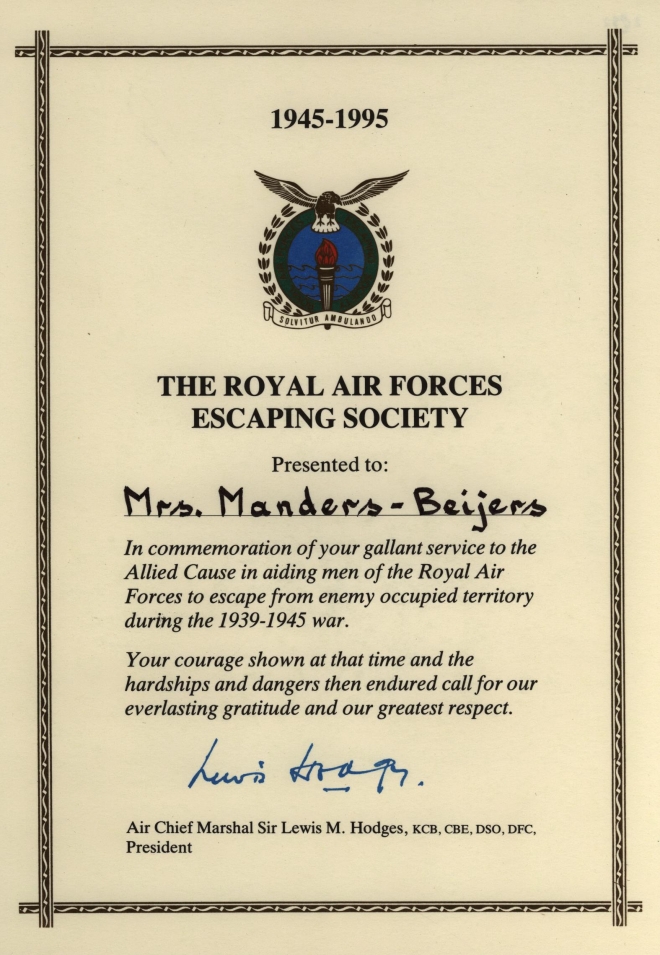 1945-1995
SOLVITUR AMBULANDO
THE ROYAL AIR FORCES
ESCAPING SOCIETY
Presented to:
Mrs. Manders-Beijers
In commemoration of your gallant service to the
Allied Cause in aiding men of the Royal Air
Forces to escape from enemy occupied territory
during the 1939-1945 war.
Your courage shown at that time and the
hardships and dangers then endured call for our
everlasting gratitude and our greatest respect.
Lewis Hodges.
Air Chief Marshal Sir Lewis M. Hodges, KCB, CBE, DSO, DFC,
President